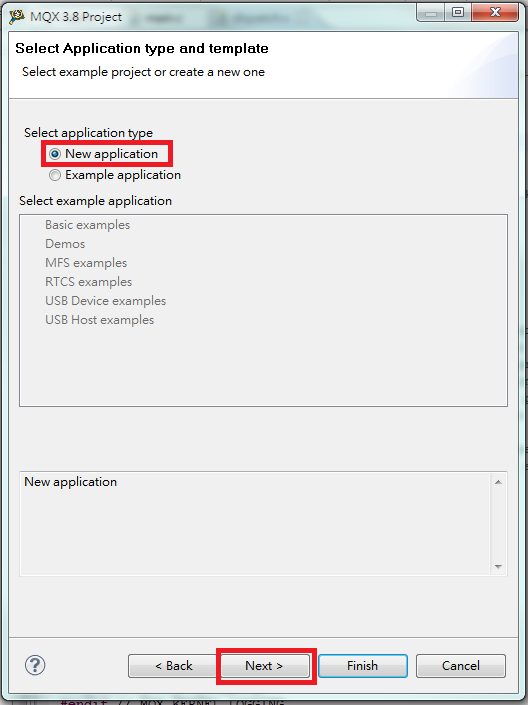 MQX 3.8 Project
Select Application type and template
Select example project or create a new one
Select application type
New application
Example application
Select example application
Basic examples
Demos
MFS examples
RTCS examples
USB Device examples
USB Host examples
New application
< Back Next > Finish Cancel